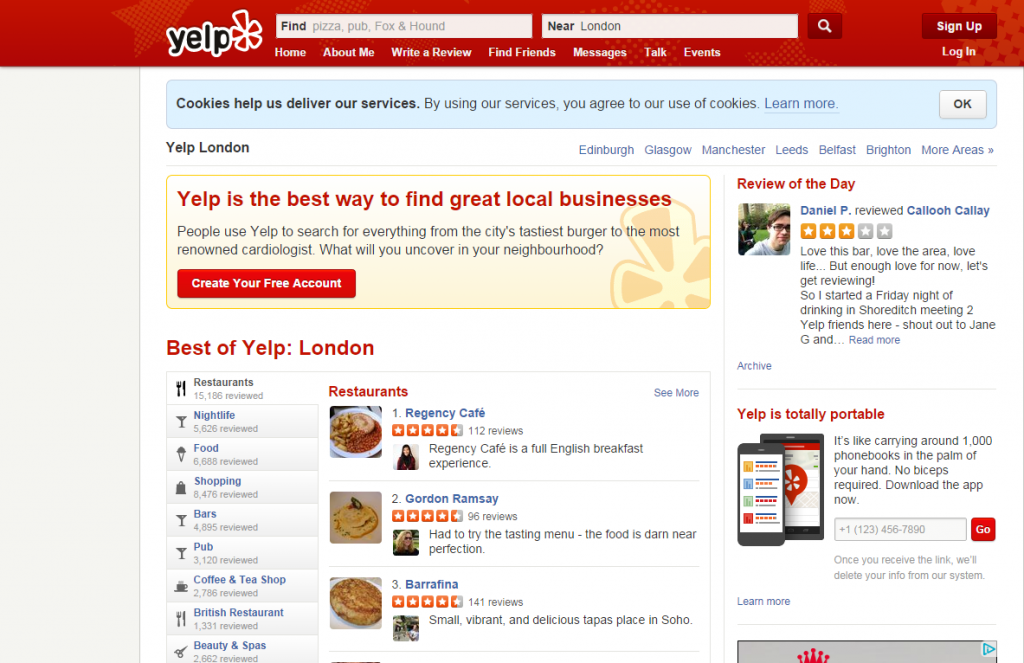 yelp
Find pizza, pub, Fox & Hound
Near London
Sign Up
Home About Me Write a Review Find Friends Messages Talk Events
Log In
Cookies help us deliver our services. By using our services, you agree to our use of cookies. Learn more.
OK
Yelp London
Edinburgh Glasgow Manchester Leeds Belfast Brighton More Areas »
Yelp is the best way to find great local businesses
People use Yelp to search for everything from the city's tastiest burger to the most
renowned cardiologist. What will you uncover in your neighbourhood?
Create Your Free Account
Best of Yelp: London
Restaurants
15,186 reviewed
Nightlife
5,626 reviewed
Food
6,688 reviewed
Shopping
8,476 reviewed
Bars
4,895 reviewed
Pub
3,120 reviewed
Coffee & Tea Shop
2,786 reviewed
British Restaurant
1,331 reviewed
Beauty & Spas
2,662 reviewed
Restaurants
See More
1. Regency Café
112 reviews
Regency Café is a full English breakfast
experience.
2. Gordon Ramsay
96 reviews
Had to try the tasting menu - the food is darn near
perfection.
3. Barrafina
141 reviews
Small, vibrant, and delicious tapas place in Soho.
Review of the Day
Daniel P. reviewed Callooh Callay
Love this bar, love the area, love
life... But enough love for now, let's
get reviewing!
So I started a Friday night of
drinking in Shoreditch meeting 2
Yelp friends here - shout out to Jane
G and… Read more
Archive
Yelp is totally portable
It's like carrying around 1,000
phonebooks in the palm of
your hand. No biceps
required. Download the app
now.
+1 (123) 456-7890
Go
Once you receive the link, we'll
delete your info from our system.
Learn more